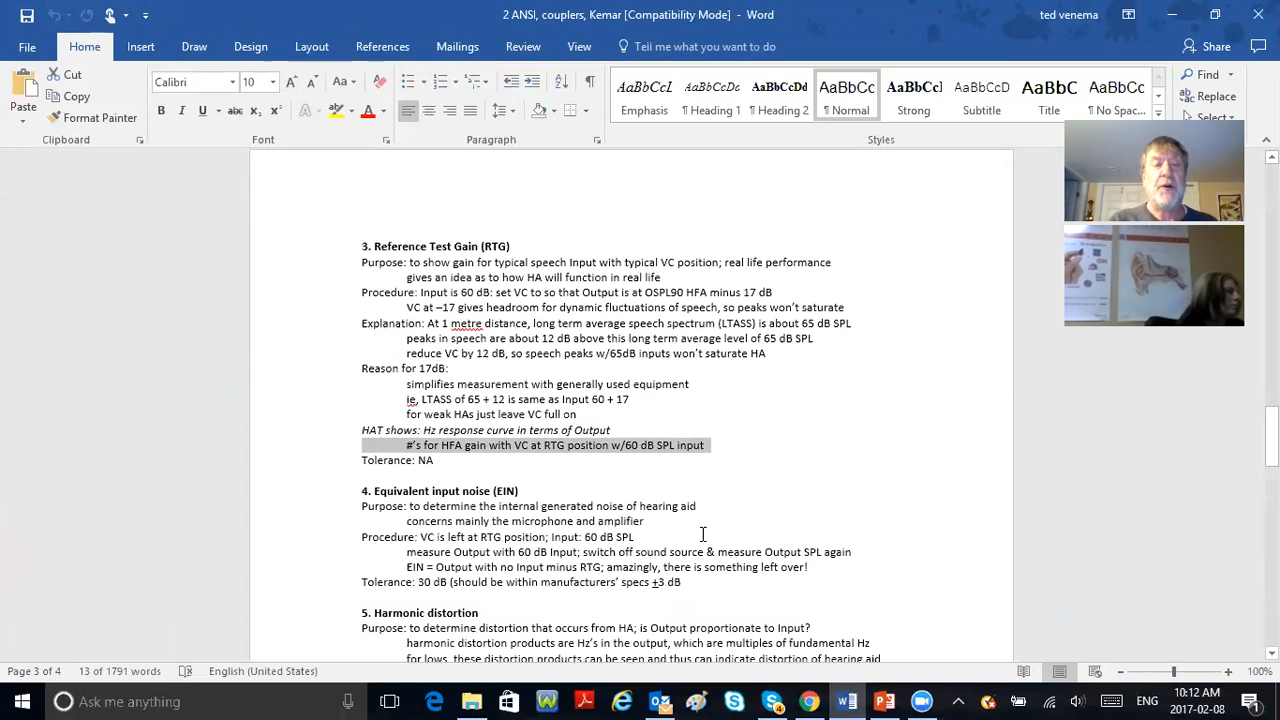 2 ANSI, couplers, Kemar [Compatibility Mode] - Word
ted venema
File Home Insert Draw Design Layout References Mailings Review View Tell me what you want to do Share
Paste
Cut
Copy
Format Painter
Clipboard
Calibri 10
Font
Paragraph
AaBbCcL AaBbCcDc AaBbCcDd AaBbCc AaBbCcl AaBbCcDd AaBbC AaBbCc
Emphasis ¶ Heading 1 ¶ Heading 2 ¶ Normal Strong Subtitle Title ¶ No Spac...
Styles
Find
Replace
Select
3. Reference Test Gain (RTG)
Purpose: to show gain for typical speech Input with typical VC position; real life performance
gives an idea as to how HA will function in real life
Procedure: Input is 60 dB: set VC to so that Output is at OSPL90 HFA minus 17 dB
VC at –17 gives headroom for dynamic fluctuations of speech, so peaks won't saturate
Explanation: At 1 metre distance, long term average speech spectrum (LTASS) is about 65 dB SPL
peaks in speech are about 12 dB above this long term average level of 65 dB SPL
reduce VC by 12 dB, so speech peaks w/65dB inputs won't saturate HA
Reason for 17dB:
simplifies measurement with generally used equipment
ie, LTASS of 65 + 12 is same as Input 60 + 17
for weak HAs just leave VC full on
HAT shows: Hz response curve in terms of Output
#'s for HFA gain with VC at RTG position w/60 dB SPL input
Tolerance: NA
4. Equivalent input noise (EIN)
Purpose: to determine the internal generated noise of hearing aid
concerns mainly the microphone and amplifier
Procedure: VC is left at RTG position; Input: 60 dB SPL
measure Output with 60 dB Input; switch off sound source & measure Output SPL again
EIN = Output with no Input minus RTG; amazingly, there is something left over!
Tolerance: 30 dB (should be within manufacturers' specs ±3 dB
5. Harmonic distortion
Purpose: to determine distortion that occurs from HA; is Output proportionate to Input?
harmonic distortion products are Hz's in the output, which are multiples of fundamental Hz
for lows, these distortion products can be seen and thus can indicate distortion of hearing aid
Page 3 of 4 13 of 1791 words English (United States) 100%
Ask me anything
ENG
10:12 AM
2017-02-08